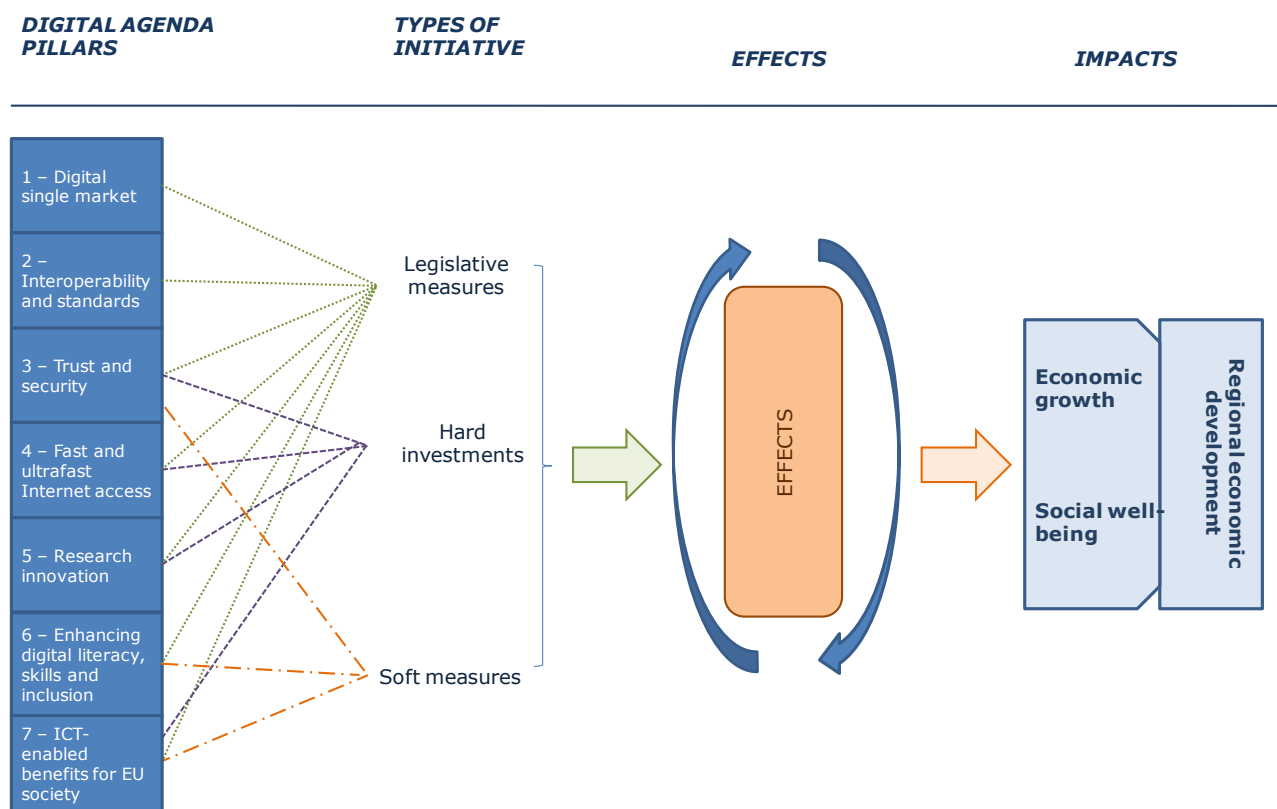 DIGITAL AGENDA
PILLARS
TYPES OF
INITIATIVE
EFFECTS
IMPACTS
1 – Digital
single market
2 –
Interoperability
and standards
3 – Trust and
security
4 – Fast and
ultrafast
Internet access
5 – Research
innovation
6 – Enhancing
digital literacy,
skills and
inclusion
7 – ICT-
enabled
benefits for EU
society
Legislative
measures
Hard
investments
Soft measures
EFFECTS
Economic
growth
Social well-
being
Regional economic
development